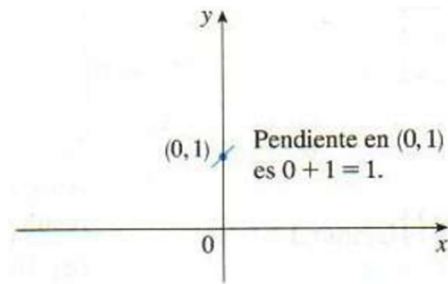 y
(0, 1)
Pendiente en (0, 1)
es 0 + 1 = 1.
0
x